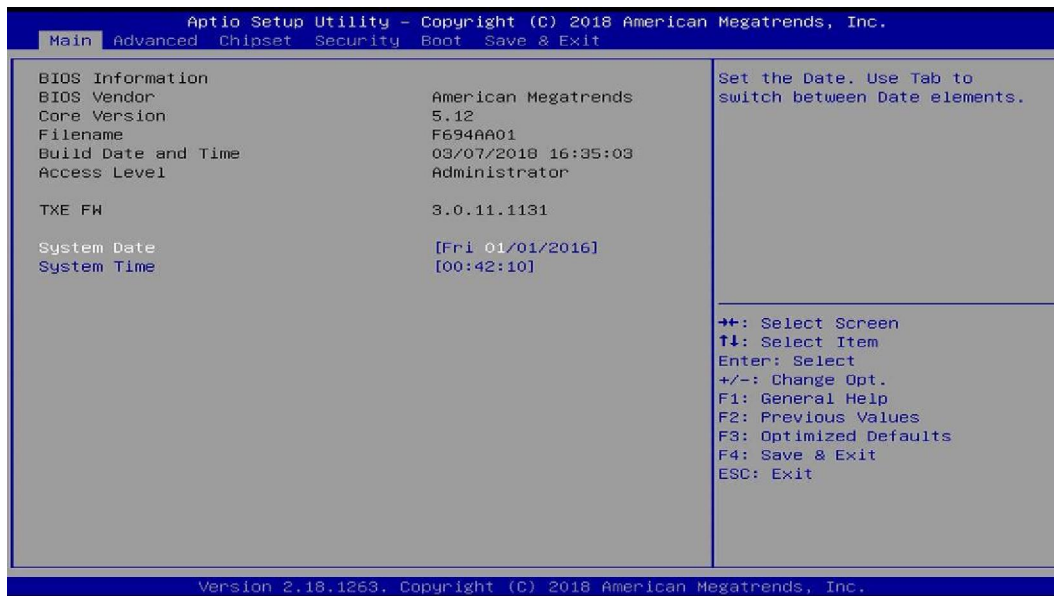 Aptio Setup Utility – Copyright (C) 2018 American Megatrends, Inc.
Main Advanced Chipset Security Boot Save & Exit
BIOS Information
BIOS Vendor American Megatrends
Core Version 5.12
Filename F694AA01
Build Date and Time 03/07/2018 16:35:03
Access Level Administrator
TXE FW 3.0.11.1131
System Date [Fri 01/01/2016]
System Time [00:42:10]
Set the Date. Use Tab to
switch between Date elements.
→←: Select Screen
↑↓: Select Item
Enter: Select
+/-: Change Opt.
F1: General Help
F2: Previous Values
F3: Optimized Defaults
F4: Save & Exit
ESC: Exit
Version 2.18.1263. Copyright (C) 2018 American Megatrends, Inc.